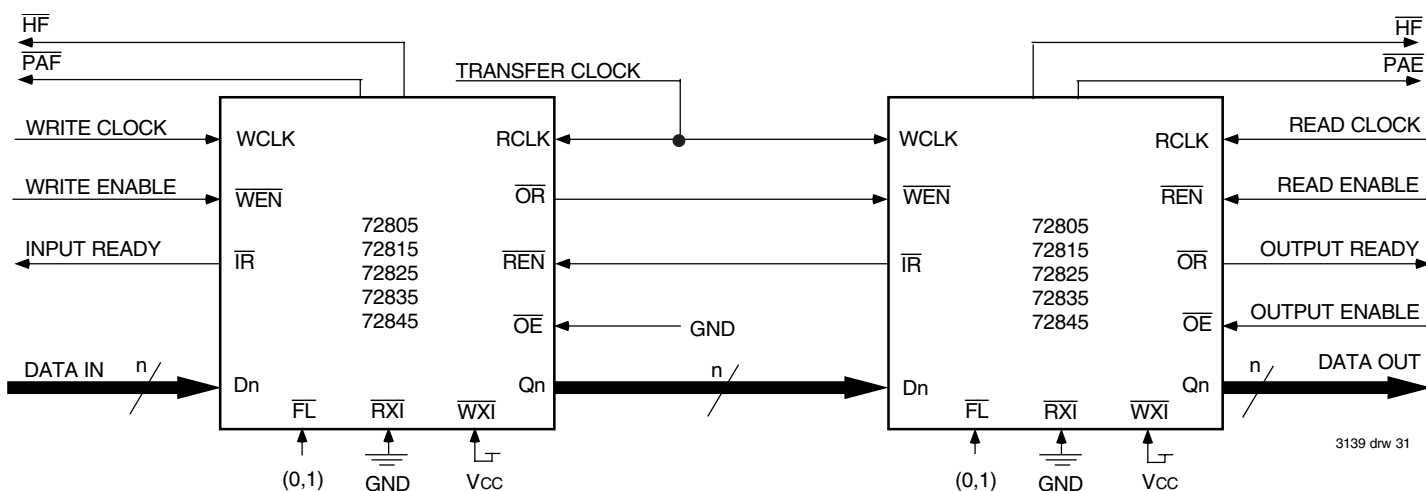 HF
HF
PAF
PAE
TRANSFER CLOCK
WRITE CLOCK
WCLK
RCLK
WCLK
RCLK
READ CLOCK
WRITE ENABLE
WEN
OR
WEN
REN
READ ENABLE
72805
72815
72825
72835
72845
72805
72815
72825
72835
72845
INPUT READY
IR
REN
IR
OR
OUTPUT READY
OE
GND
OE
OUTPUT ENABLE
DATA IN
n
Dn
Qn
n
Dn
Qn
n
DATA OUT
FL
RXI
WXI
FL
RXI
WXI
(0,1)
GND
VCC
(0,1)
GND
VCC
3139 drw 31